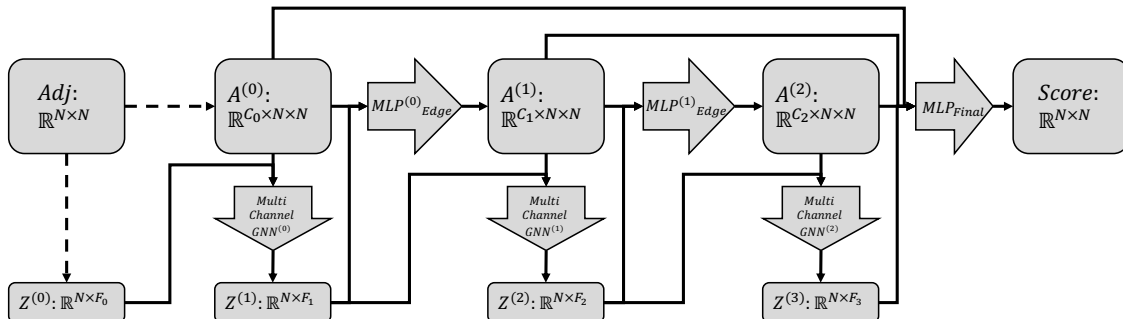 Adj:
ℝ^{N×N}
A^{(0)}:
ℝ^{C_0×N×N}
MLP^{(0)}_{Edge}
A^{(1)}:
ℝ^{C_1×N×N}
MLP^{(1)}_{Edge}
A^{(2)}:
ℝ^{C_2×N×N}
MLP_{Final}
Score:
ℝ^{N×N}
Multi
Channel
GNN^{(0)}
Multi
Channel
GNN^{(1)}
Multi
Channel
GNN^{(2)}
Z^{(0)}: ℝ^{N×F_0}
Z^{(1)}: ℝ^{N×F_1}
Z^{(2)}: ℝ^{N×F_2}
Z^{(3)}: ℝ^{N×F_3}